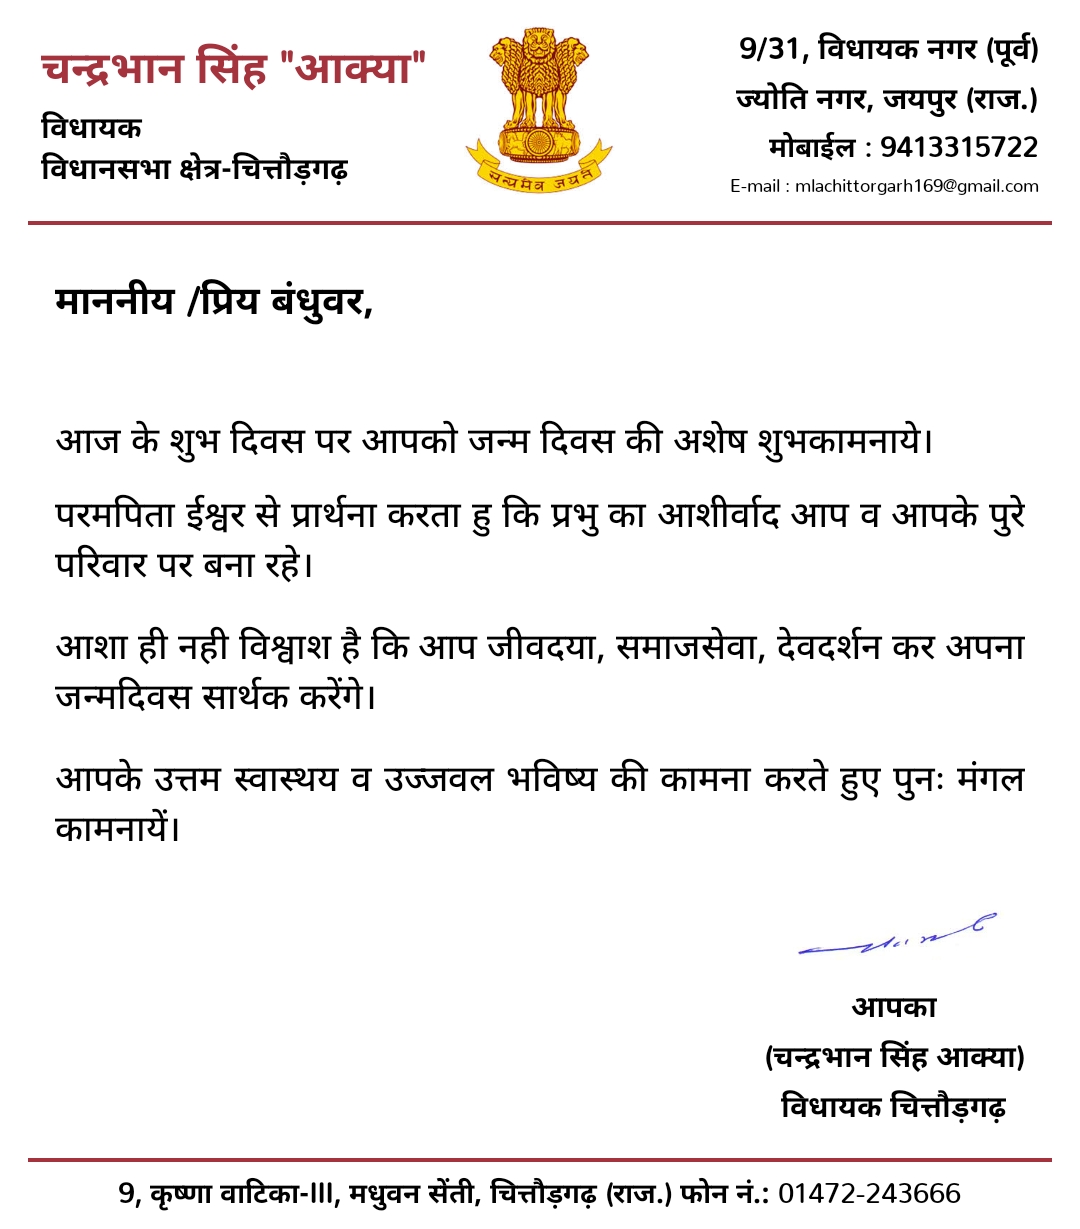 चन्द्रभान सिंह "आक्या"
विधायक
विधानसभा क्षेत्र-चित्तौड़गढ़
सत्यमेव जयते
9/31, विधायक नगर (पूर्व)
ज्योति नगर, जयपुर (राज.)
मोबाईल : 9413315722
E-mail : mlachittorgarh169@gmail.com
माननीय /प्रिय बंधुवर,
आज के शुभ दिवस पर आपको जन्म दिवस की अशेष शुभकामनाये।
परमपिता ईश्वर से प्रार्थना करता हु कि प्रभु का आशीर्वाद आप व आपके पुरे
परिवार पर बना रहे।
आशा ही नही विश्वाश है कि आप जीवदया, समाजसेवा, देवदर्शन कर अपना
जन्मदिवस सार्थक करेंगे।
आपके उत्तम स्वास्थय व उज्जवल भविष्य की कामना करते हुए पुनः मंगल
कामनायें।
आपका
(चन्द्रभान सिंह आक्या)
विधायक चित्तौड़गढ़
9, कृष्णा वाटिका-III, मधुवन सेंती, चित्तौड़गढ़ (राज.) फोन नं.: 01472-243666